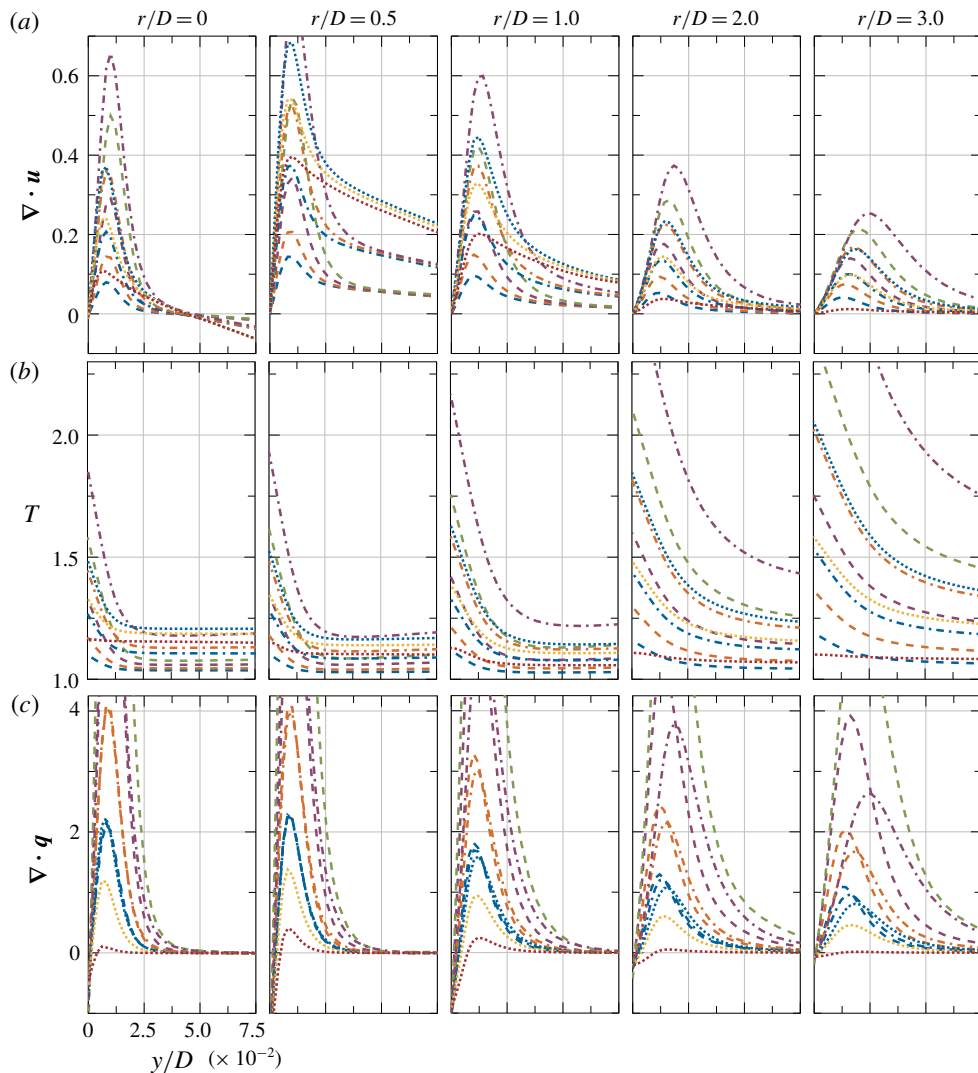 (a) r/D = 0 r/D = 0.5 r/D = 1.0 r/D = 2.0 r/D = 3.0
0.6
0.4
∇ · u
0.2
0
(b)
2.0
T
1.5
1.0
(c)
4
2
∇ · q
0
0 2.5 5.0 7.5
y/D (× 10⁻²)